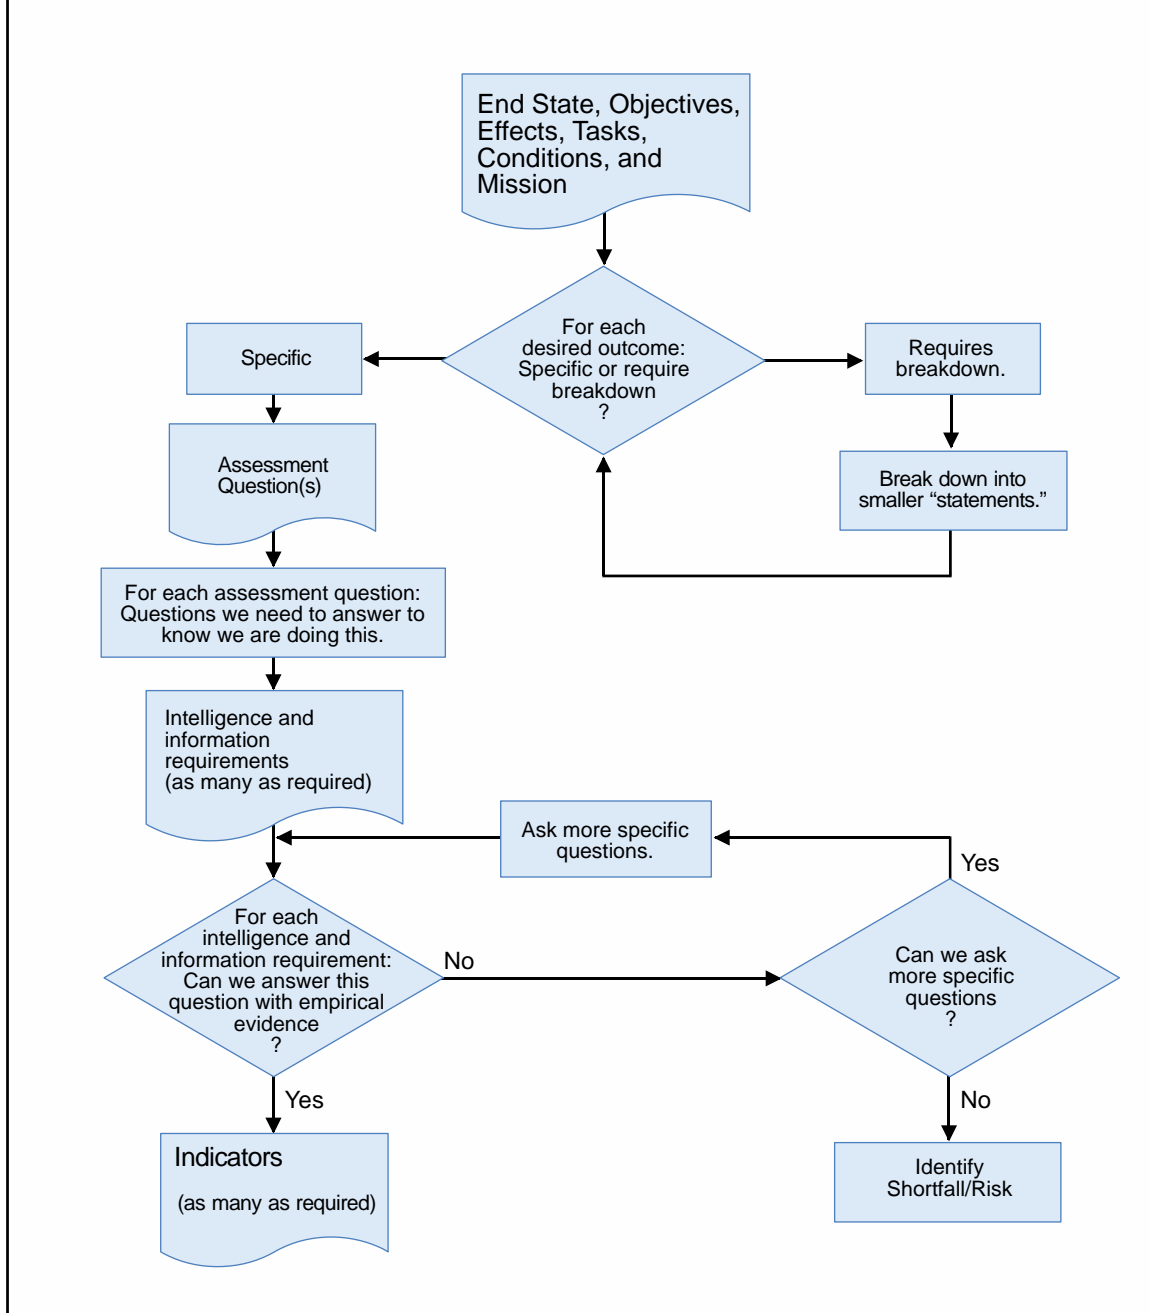 End State, Objectives,
Effects, Tasks,
Conditions, and
Mission
For each
desired outcome:
Specific or require
breakdown
?
Specific
Requires
breakdown.
Assessment
Question(s)
Break down into
smaller “statements.”
For each assessment question:
Questions we need to answer to
know we are doing this.
Intelligence and
information
requirements
(as many as required)
Ask more specific
questions.
Yes
For each
intelligence and
information requirement:
Can we answer this
question with empirical
evidence
?
No
Can we ask
more specific
questions
?
Yes
No
Indicators
(as many as required)
Identify
Shortfall/Risk